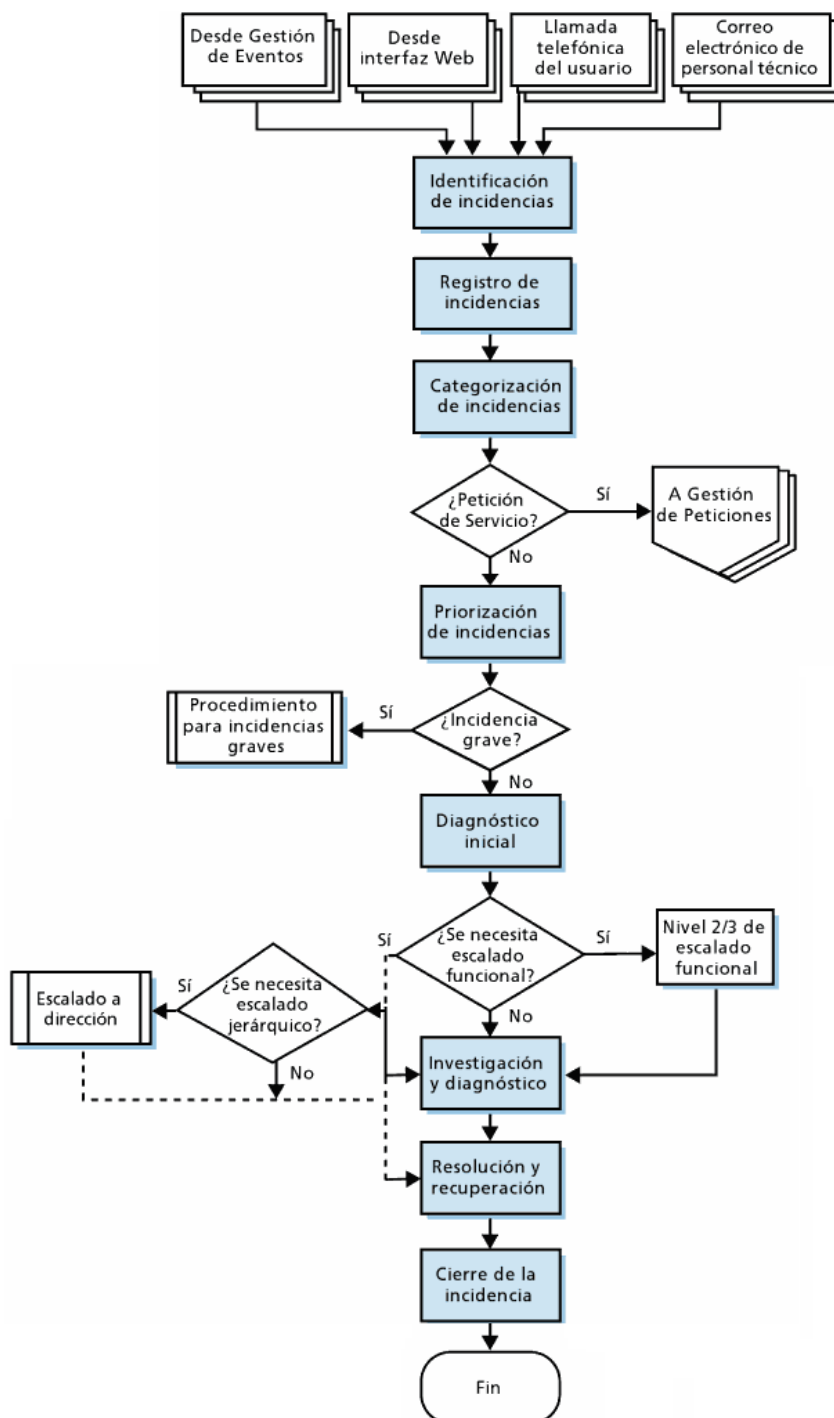 Desde Gestión
de Eventos
Desde
interfaz Web
Llamada
telefónica
del usuario
Correo
electrónico de
personal técnico
Identificación
de incidencias
Registro de
incidencias
Categorización
de incidencias
¿Petición
de Servicio?
Sí
A Gestión
de Peticiones
No
Priorización
de incidencias
Procedimiento
para incidencias
graves
Sí
¿Incidencia
grave?
No
Diagnóstico
inicial
Sí
¿Se necesita
escalado
funcional?
Sí
Nivel 2/3 de
escalado
funcional
Escalado a
dirección
Sí
¿Se necesita
escalado
jerárquico?
No
No
Investigación
y diagnóstico
Resolución y
recuperación
Cierre de la
incidencia
Fin